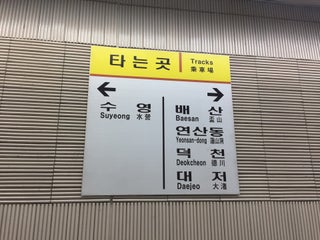 타는곳 Tracks
乘車場
← →
수영
Suyeong 水營
배산
Baesan 盃山
연산동
Yeonsan-dong 蓮山洞
덕천
Deokcheon 德川
대저
Daejeo 大渚